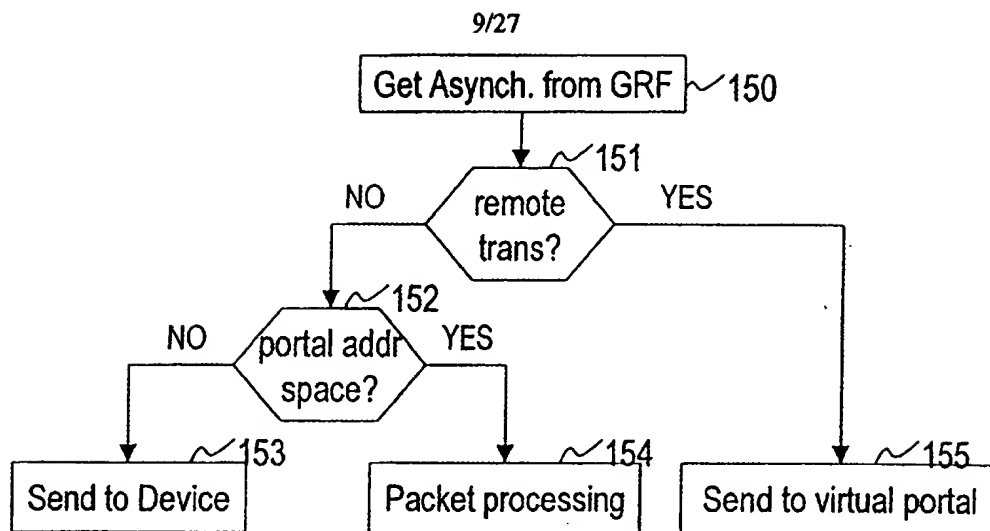 9/27
Get Asynch. from GRF
150
151
NO
remote
trans?
YES
152
NO
portal addr
space?
YES
153
Send to Device
154
Packet processing
155
Send to virtual portal